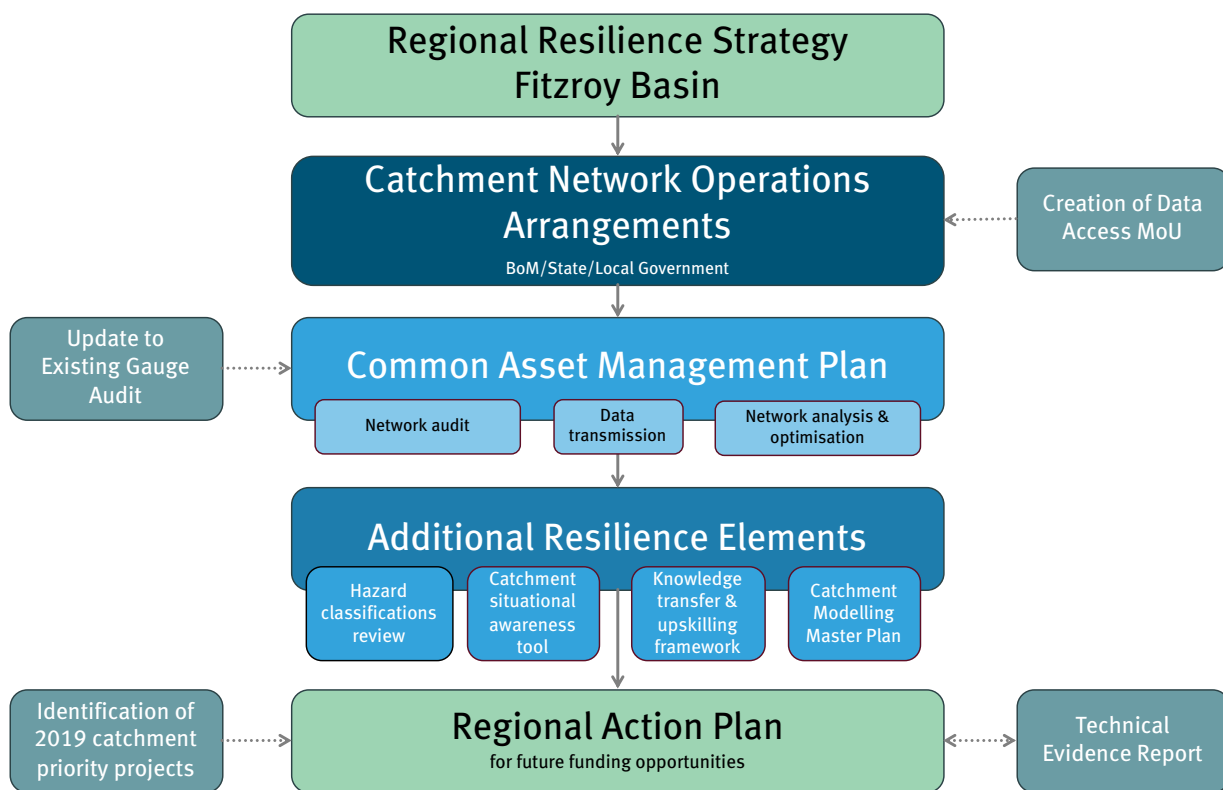 Regional Resilience Strategy
Fitzroy Basin
Catchment Network Operations
Arrangements
BoM/State/Local Government
Creation of Data
Access MoU
Update to
Existing Gauge
Audit
Common Asset Management Plan
Network audit
Data
transmission
Network analysis &
optimisation
Additional Resilience Elements
Hazard
classifications
review
Catchment
situational
awareness
tool
Knowledge
transfer &
upskilling
framework
Catchment
Modelling
Master Plan
Identification of
2019 catchment
priority projects
Regional Action Plan
for future funding opportunities
Technical
Evidence Report